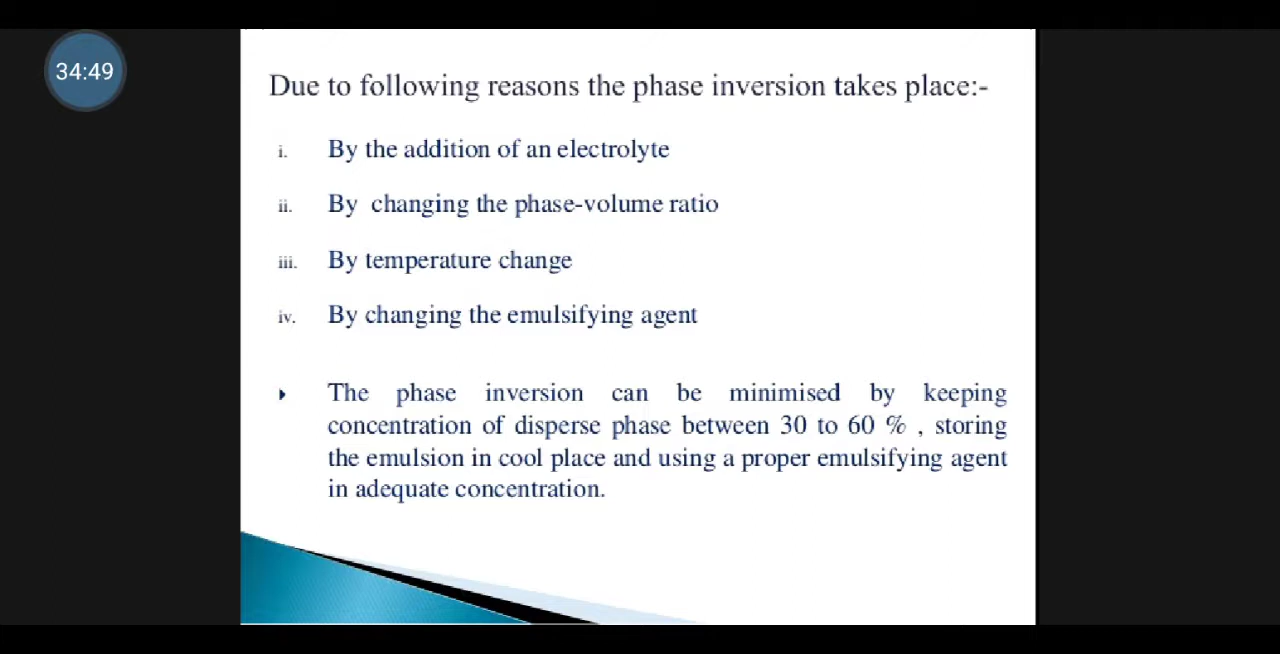 34:49
Due to following reasons the phase inversion takes place:-
i. By the addition of an electrolyte
ii. By changing the phase-volume ratio
iii. By temperature change
iv. By changing the emulsifying agent
The phase inversion can be minimised by keeping
concentration of disperse phase between 30 to 60 % , storing
the emulsion in cool place and using a proper emulsifying agent
in adequate concentration.